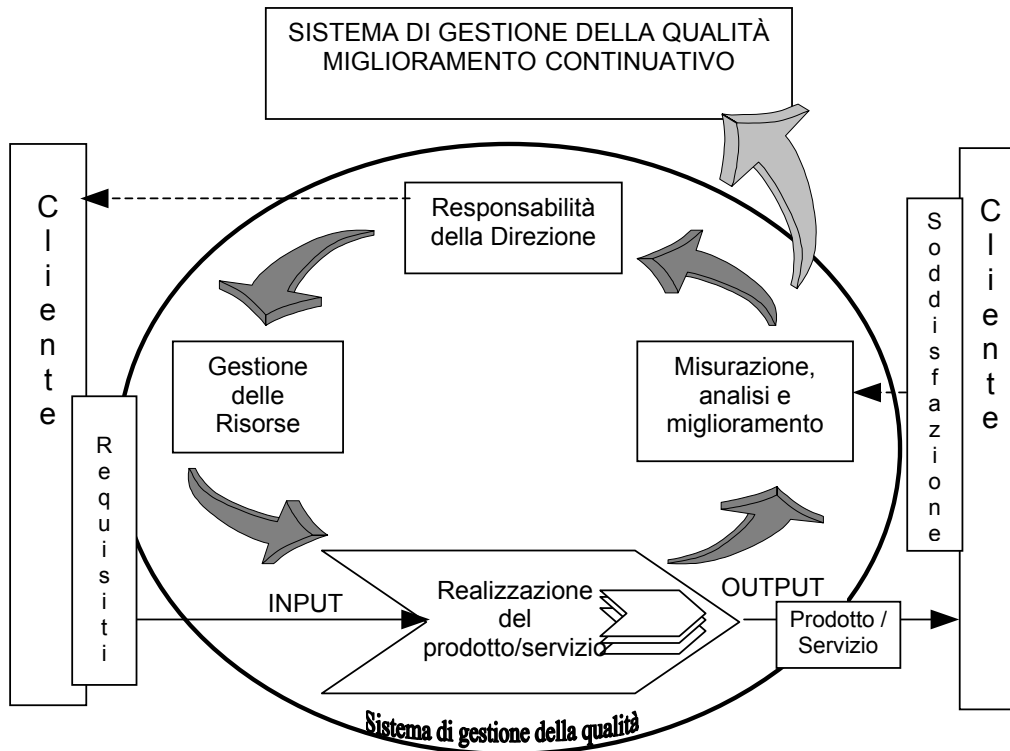 SISTEMA DI GESTIONE DELLA QUALITÀ
MIGLIORAMENTO CONTINUATIVO
Cliente
Responsabilità
della Direzione
Soddisfazione
Cliente
Gestione
delle
Risorse
Misurazione,
analisi e
miglioramento
Requisiti
INPUT
Realizzazione
del
prodotto/servizio
OUTPUT
Prodotto /
Servizio
Sistema di gestione della qualità